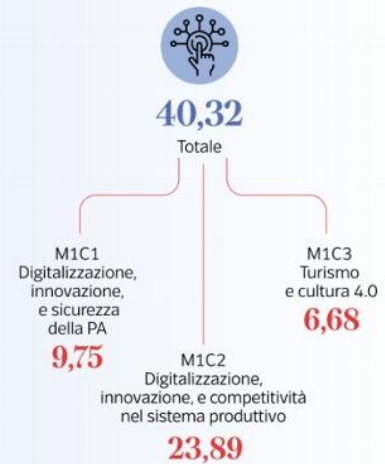 40,32
Totale
M1C1
Digitalizzazione,
innovazione,
e sicurezza
della PA
9,75
M1C2
Digitalizzazione,
innovazione, e competitività
nel sistema produttivo
23,89
M1C3
Turismo
e cultura 4.0
6,68